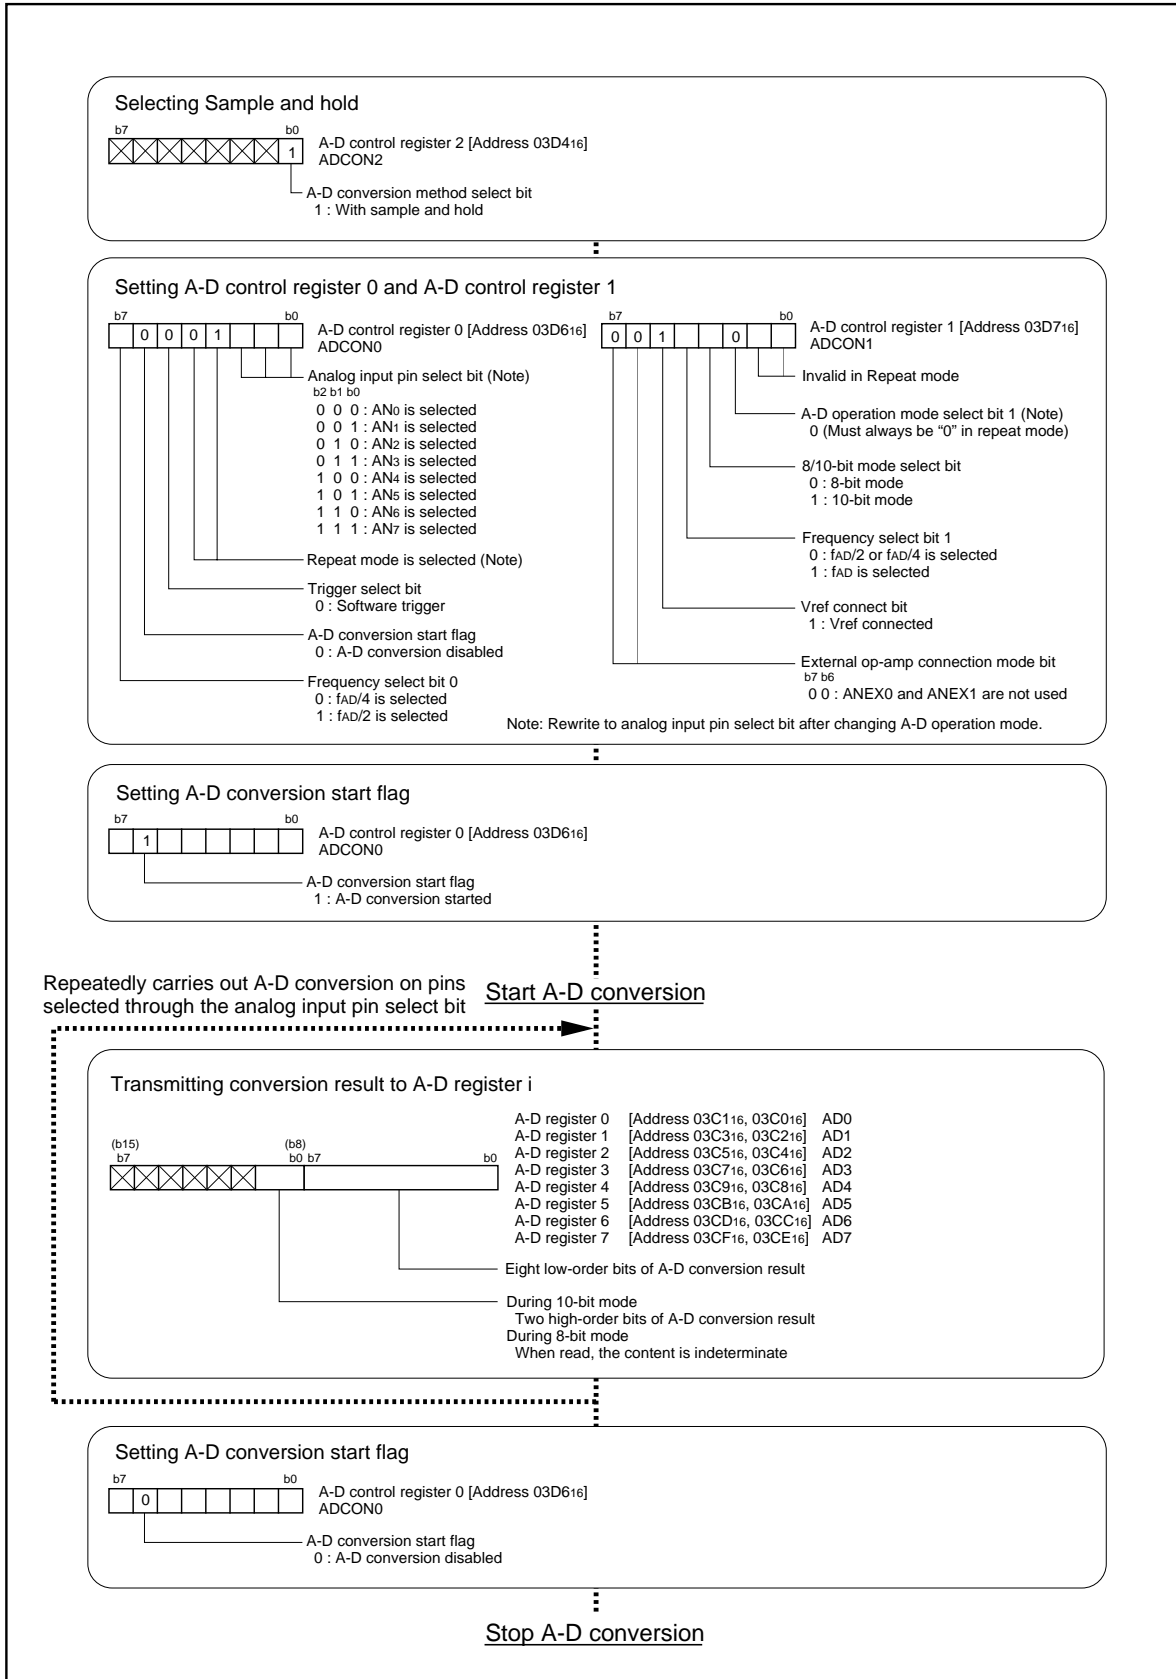 Selecting Sample and hold
b7 b0
1
A-D control register 2 [Address 03D416]
ADCON2
A-D conversion method select bit
1 : With sample and hold
Setting A-D control register 0 and A-D control register 1
b7 b0
0 0 0 1
A-D control register 0 [Address 03D616]
ADCON0
Analog input pin select bit (Note)
b2 b1 b0
0 0 0 : AN0 is selected
0 0 1 : AN1 is selected
0 1 0 : AN2 is selected
0 1 1 : AN3 is selected
1 0 0 : AN4 is selected
1 0 1 : AN5 is selected
1 1 0 : AN6 is selected
1 1 1 : AN7 is selected
Repeat mode is selected (Note)
Trigger select bit
0 : Software trigger
A-D conversion start flag
0 : A-D conversion disabled
Frequency select bit 0
0 : fAD/4 is selected
1 : fAD/2 is selected
b7 b0
0 0 1 0
A-D control register 1 [Address 03D716]
ADCON1
Invalid in Repeat mode
A-D operation mode select bit 1 (Note)
0 (Must always be “0” in repeat mode)
8/10-bit mode select bit
0 : 8-bit mode
1 : 10-bit mode
Frequency select bit 1
0 : fAD/2 or fAD/4 is selected
1 : fAD is selected
Vref connect bit
1 : Vref connected
External op-amp connection mode bit
b7 b6
0 0 : ANEX0 and ANEX1 are not used
Note: Rewrite to analog input pin select bit after changing A-D operation mode.
Setting A-D conversion start flag
b7 b0
1
A-D control register 0 [Address 03D616]
ADCON0
A-D conversion start flag
1 : A-D conversion started
Repeatedly carries out A-D conversion on pins
selected through the analog input pin select bit
Start A-D conversion
Transmitting conversion result to A-D register i
(b15) (b8)
b7 b0 b7 b0
A-D register 0 [Address 03C116, 03C016] AD0
A-D register 1 [Address 03C316, 03C216] AD1
A-D register 2 [Address 03C516, 03C416] AD2
A-D register 3 [Address 03C716, 03C616] AD3
A-D register 4 [Address 03C916, 03C816] AD4
A-D register 5 [Address 03CB16, 03CA16] AD5
A-D register 6 [Address 03CD16, 03CC16] AD6
A-D register 7 [Address 03CF16, 03CE16] AD7
Eight low-order bits of A-D conversion result
During 10-bit mode
Two high-order bits of A-D conversion result
During 8-bit mode
When read, the content is indeterminate
Setting A-D conversion start flag
b7 b0
0
A-D control register 0 [Address 03D616]
ADCON0
A-D conversion start flag
0 : A-D conversion disabled
Stop A-D conversion